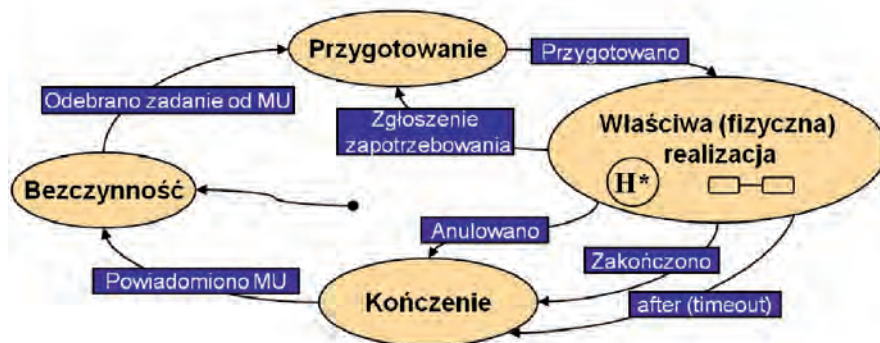 Przygotowanie
Przygotowano
Odebrano zadanie od MU
Zgłoszenie
zapotrzebowania
Właściwa (fizyczna)
realizacja
H*
Bezczynność
Anulowano
Zakończono
Powiadomiono MU
Kończenie
after (timeout)